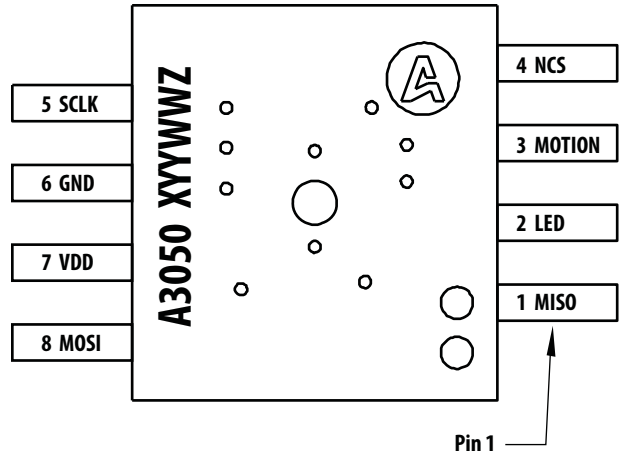 5 SCLK
6 GND
7 VDD
8 MOSI
A3050 XYYWWZ
A
4 NCS
3 MOTION
2 LED
1 MISO
Pin 1